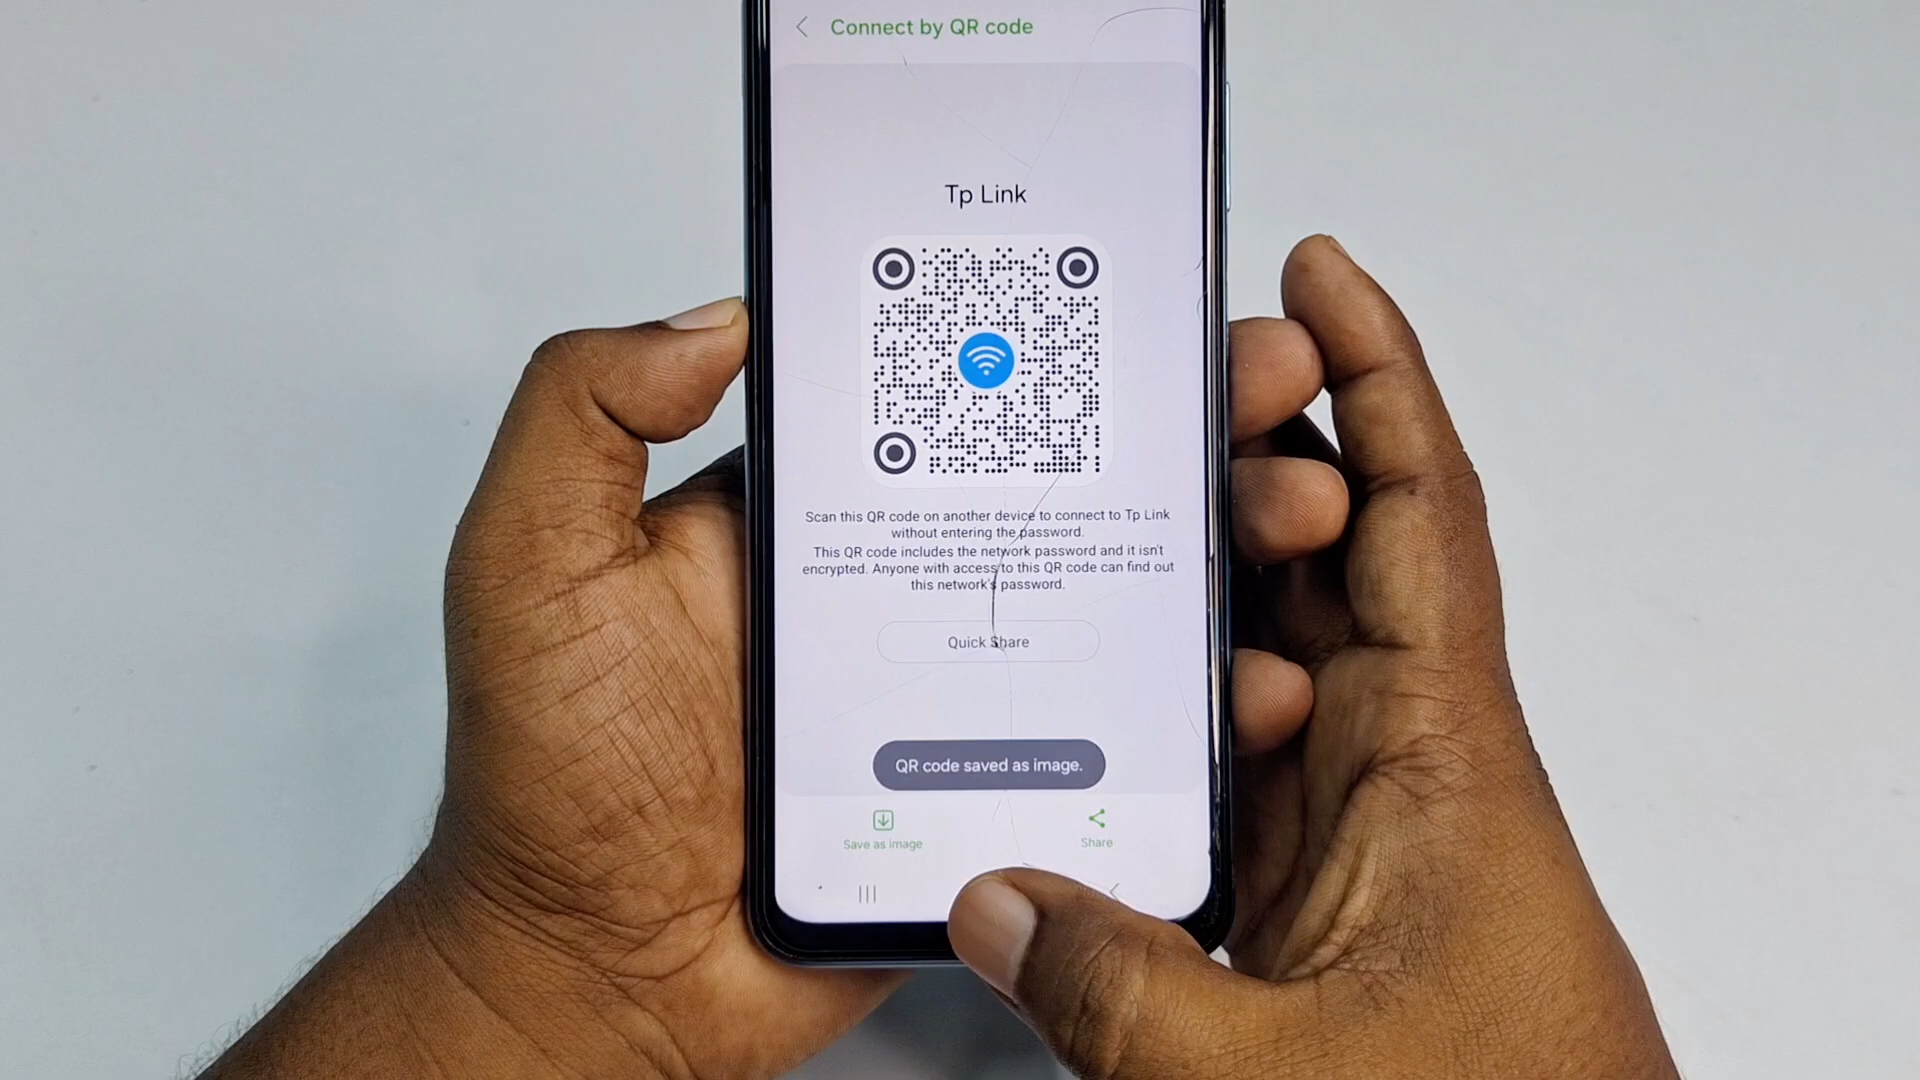 Connect by QR code
Tp Link
Scan this QR code on another device to connect to Tp Link
without entering the password.
This QR code includes the network password and it isn't
encrypted. Anyone with access to this QR code can find out
this network's password.
Quick Share
QR code saved as image.
Save as image
Share